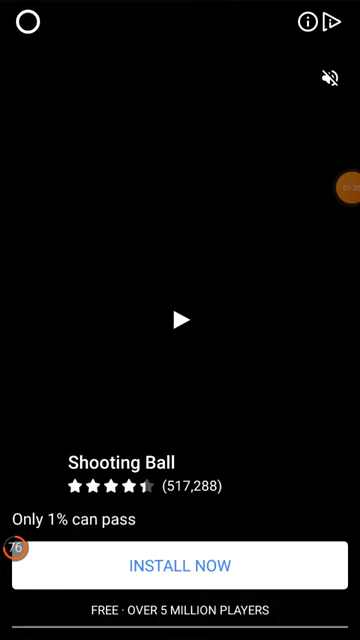 Shooting Ball
(517,288)
Only 1% can pass
76
INSTALL NOW
FREE · OVER 5 MILLION PLAYERS